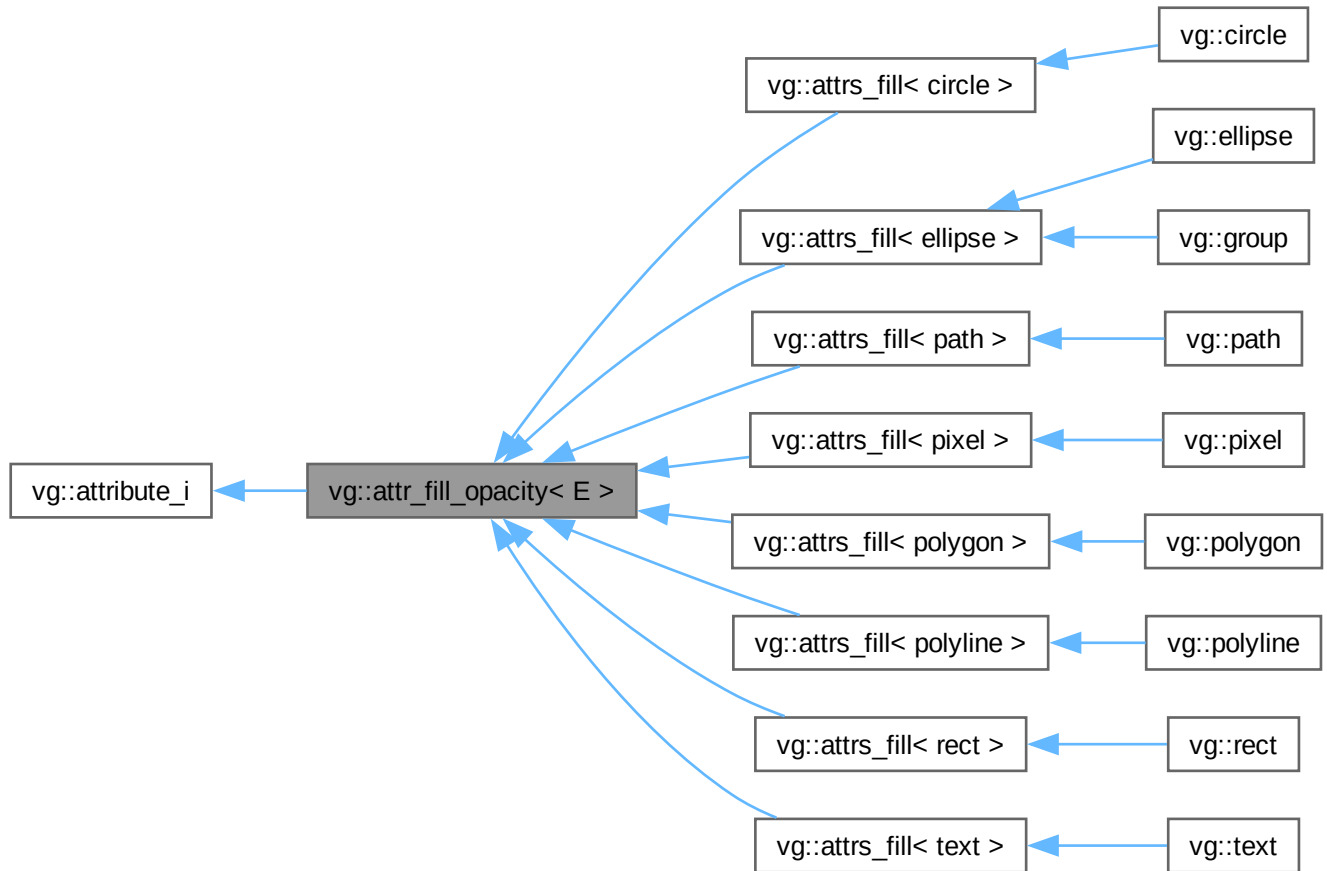 vg::circle
vg::attrs_fill< circle >
vg::ellipse
vg::attrs_fill< ellipse >
vg::group
vg::attrs_fill< path >
vg::path
vg::attrs_fill< pixel >
vg::pixel
vg::attribute_i
vg::attr_fill_opacity< E >
vg::attrs_fill< polygon >
vg::polygon
vg::attrs_fill< polyline >
vg::polyline
vg::attrs_fill< rect >
vg::rect
vg::attrs_fill< text >
vg::text